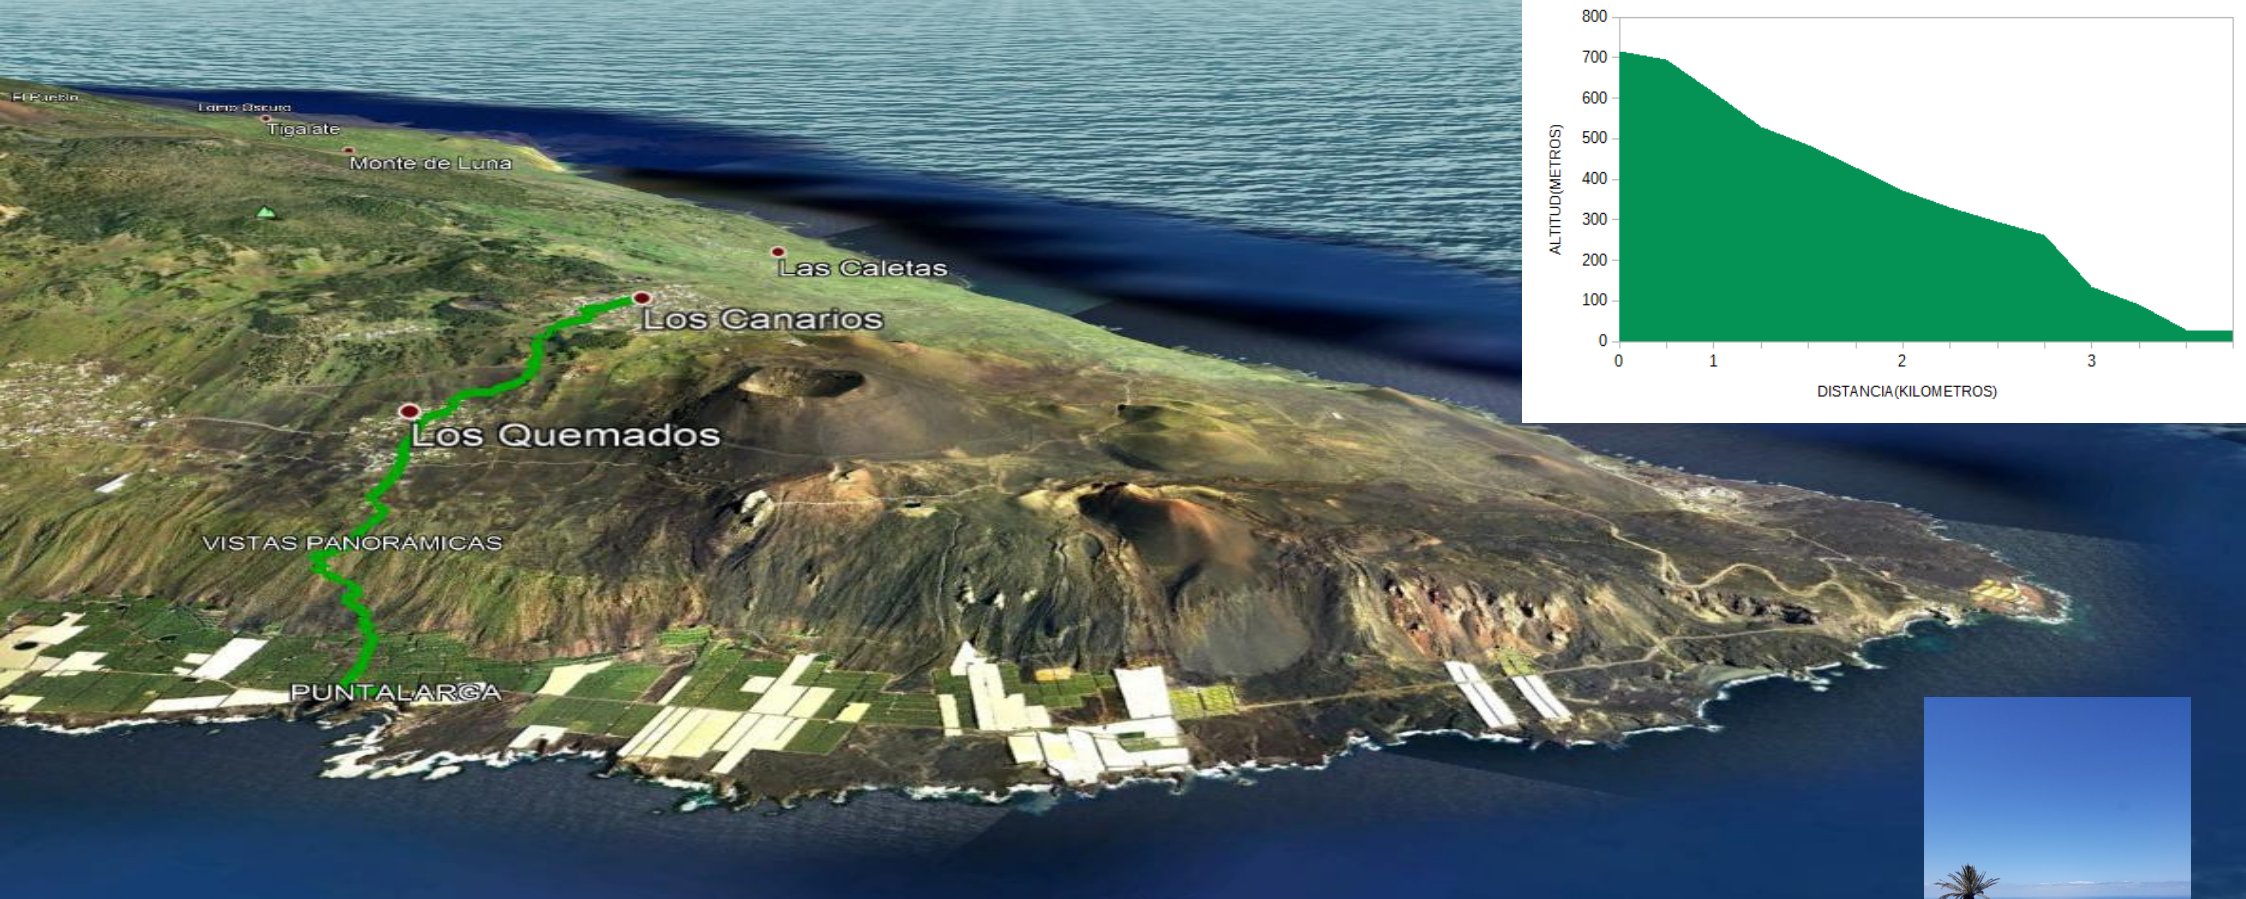 Tigalate
Monte de Luna
Las Caletas
Los Canarios
Los Quemados
VISTAS PANORÁMICAS
PUNTALARGA
800
700
600
500
400
300
200
100
0
ALTITUD(METROS)
0 1 2 3
DISTANCIA(KILOMETROS)